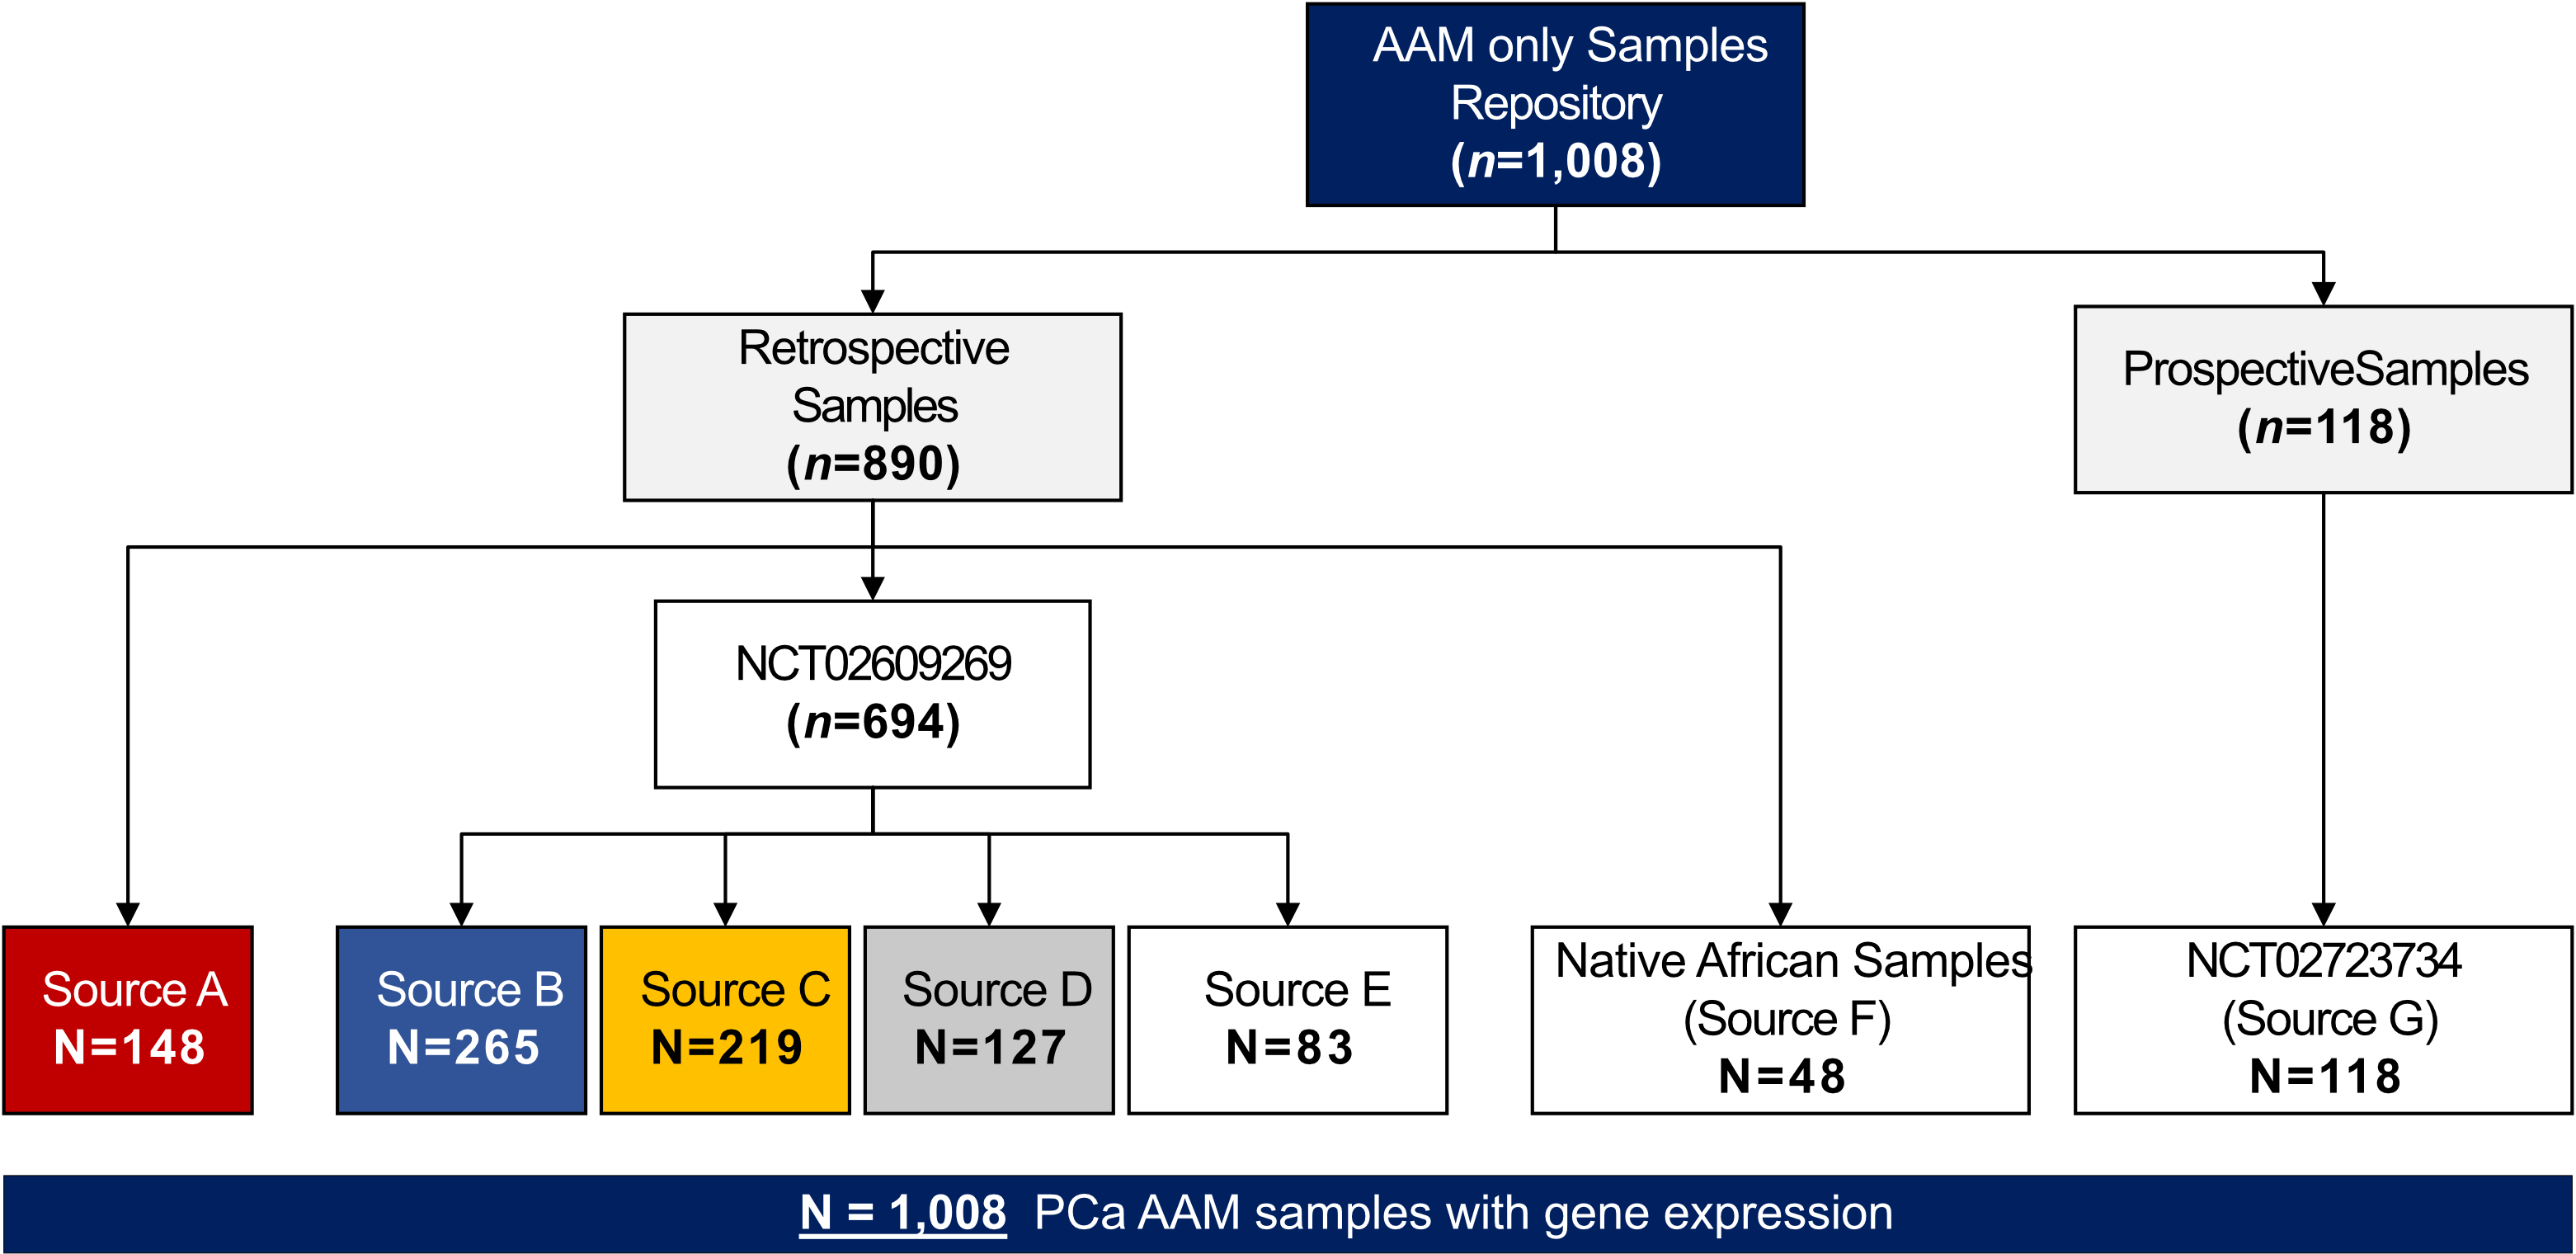 AAM only Samples
Repository
(n=1,008)
Retrospective
Samples
(n=890)
ProspectiveSamples
(n=118)
NCT02609269
(n=694)
Source A
N=148
Source B
N=265
Source C
N=219
Source D
N=127
Source E
N=83
Native African Samples
(Source F)
N=48
NCT02723734
(Source G)
N=118
N = 1,008 PCa AAM samples with gene expression